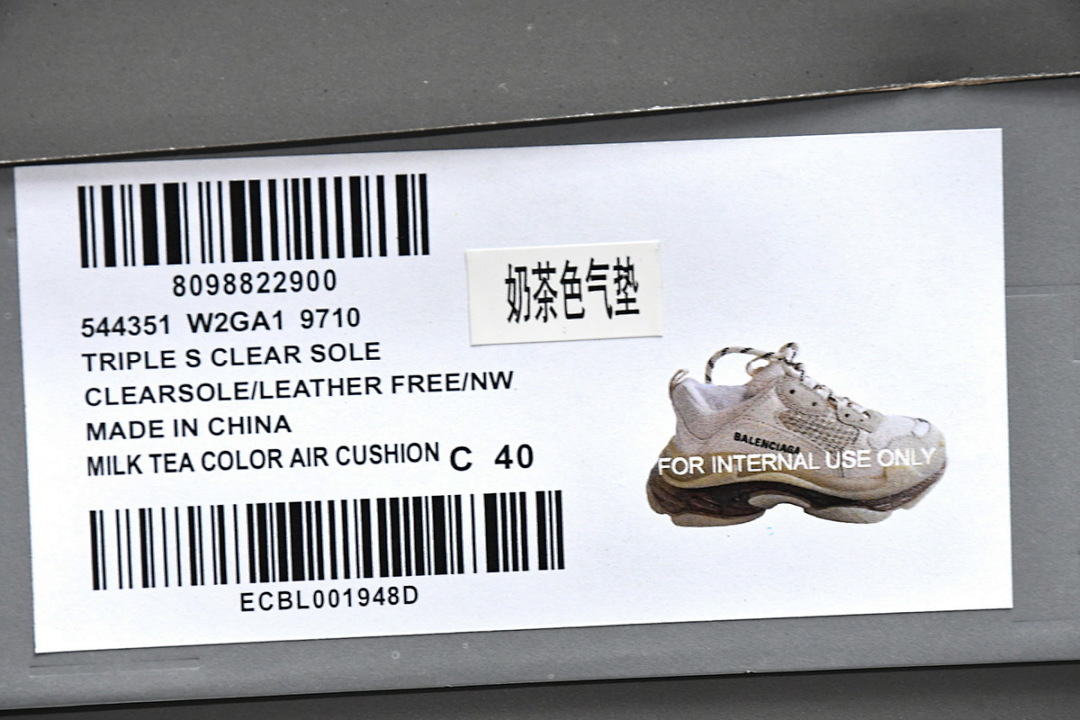 8098822900
544351 W2GA1 9710
TRIPLE S CLEAR SOLE
CLEARSOLE/LEATHER FREE/NW
MADE IN CHINA
MILK TEA COLOR AIR CUSHION C 40
ECBL001948D
奶茶色气垫
BALENCIAGA
FOR INTERNAL USE ONLY